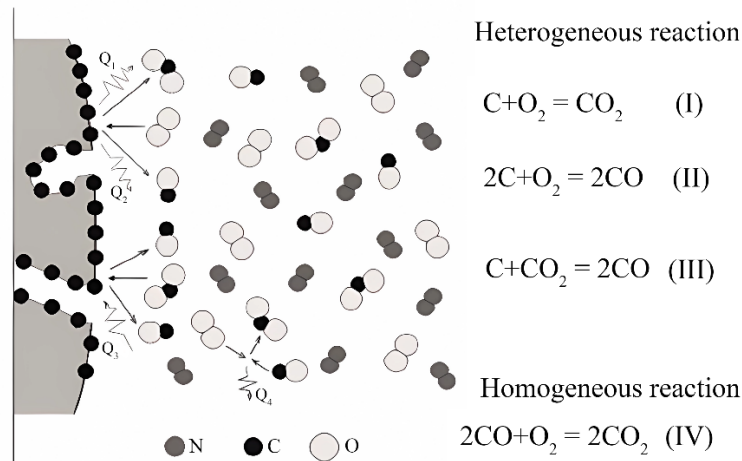 Heterogeneous reaction
C+O₂ = CO₂ (I)
2C+O₂ = 2CO (II)
C+CO₂ = 2CO (III)
Homogeneous reaction
2CO+O₂ = 2CO₂ (IV)
Q₁
Q₂
Q₃
Q₄
N C O